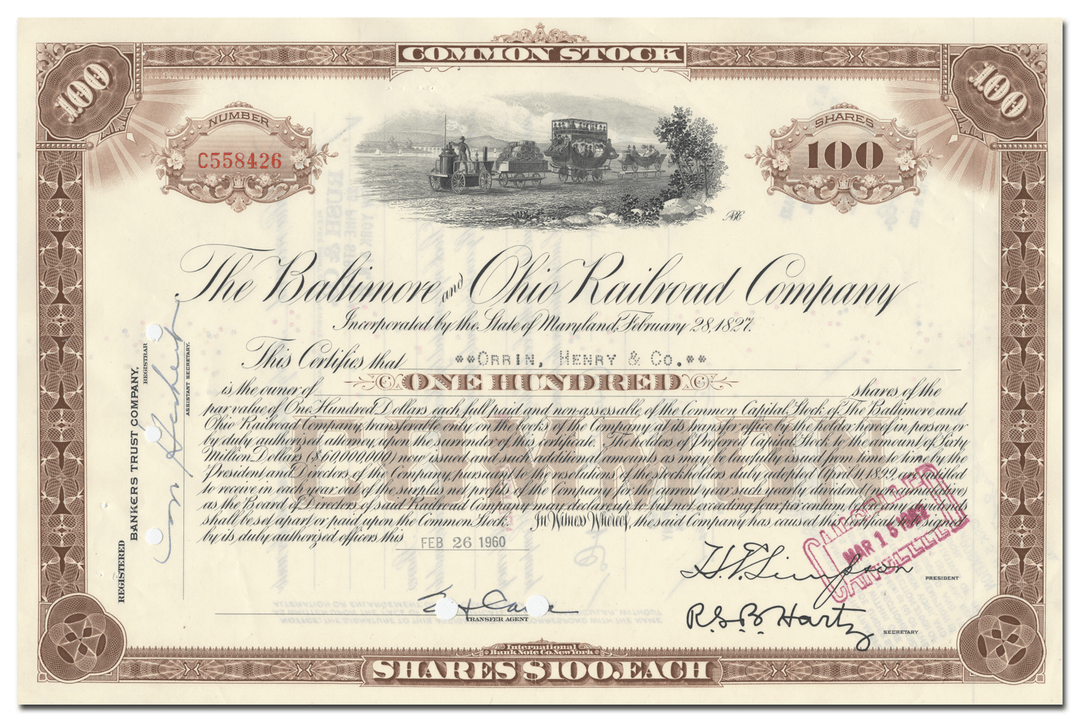 COMMON STOCK
100
100
NUMBER
C558426
SHARES
100
The Baltimore and Ohio Railroad Company
Incorporated by the State of Maryland, February 28, 1827.
This Certifies that **ORRIN, HENRY & CO.**
is the owner of ONE HUNDRED shares of the
par value of One Hundred Dollars each full paid and non-assessable of the Common Capital Stock of The Baltimore and
Ohio Railroad Company transferable only on the books of the Company at its transfer office by the holder hereof in person or
by duly authorized attorney, upon the surrender of this certificate. The holders of Preferred Capital Stock to the amount of Sixty
Million Dollars ($60,000,000) now issued and such additional amounts as may be lawfully issued from time to time by the
President and Directors of the Company, pursuant to the resolution of the stockholders duly adopted April 11, 1899, are entitled
to receive in each year out of the surplus net profits of the Company for the current year such yearly dividend (non-cumulative)
as the Board of Directors of said Railroad Company may declare up to but not exceeding four per centum, before any dividends
shall be set apart or paid upon the Common Stock. In Witness Whereof, the said Company has caused this certificate to be signed
by its duly authorized officers this FEB 26 1960
COMMON
CANCELLED
MAR 15
CANCELLED
H.E. Simpson
PRESIDENT
TRANSFER AGENT
R.G.B. Hartz
SECRETARY
REGISTERED
BANKERS TRUST COMPANY,
REGISTRAR
ASSISTANT SECRETARY.
International
Bank Note Co. New York
SHARES $100. EACH